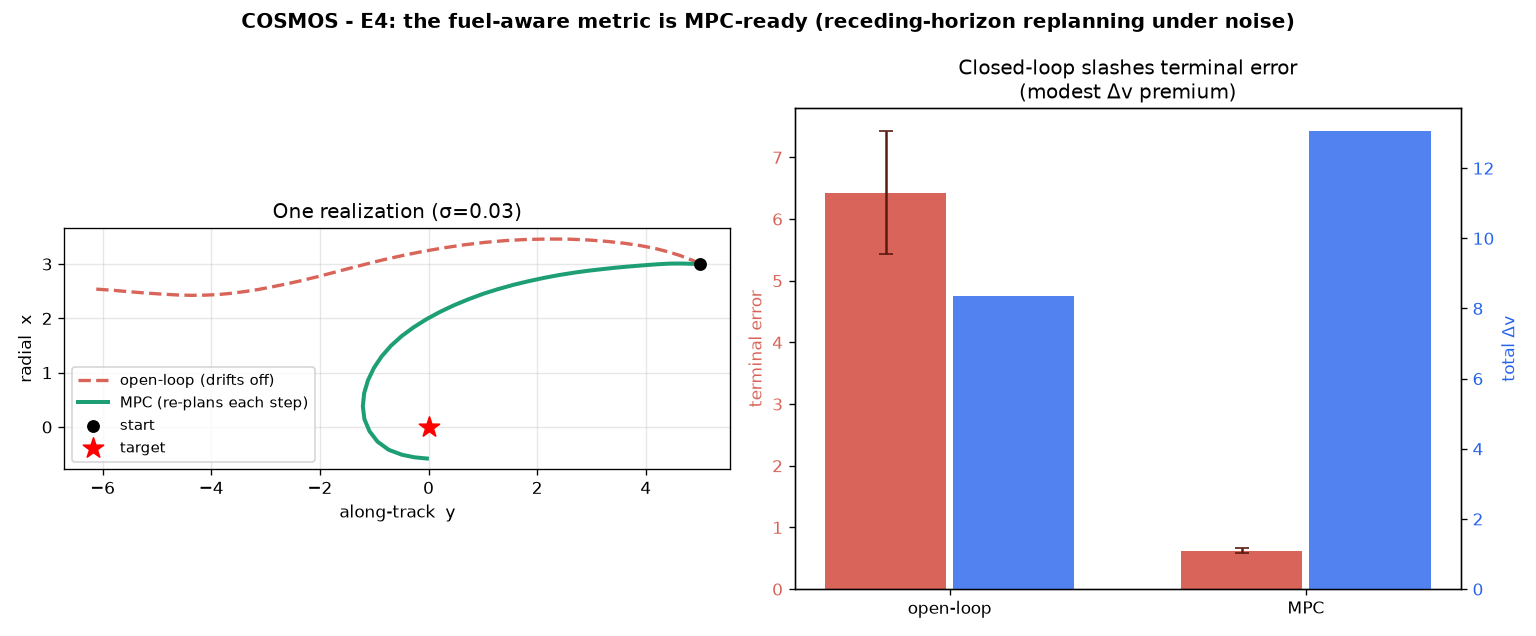 COSMOS - E4: the fuel-aware metric is MPC-ready (receding-horizon replanning under noise)
One realization (σ=0.03)
radial x
3
2
1
0
open-loop (drifts off)
MPC (re-plans each step)
start
target
−6
−4
−2
0
2
4
along-track y
Closed-loop slashes terminal error
(modest Δv premium)
terminal error
7
6
5
4
3
2
1
0
open-loop
MPC
12
10
8
6
4
2
0
total Δv